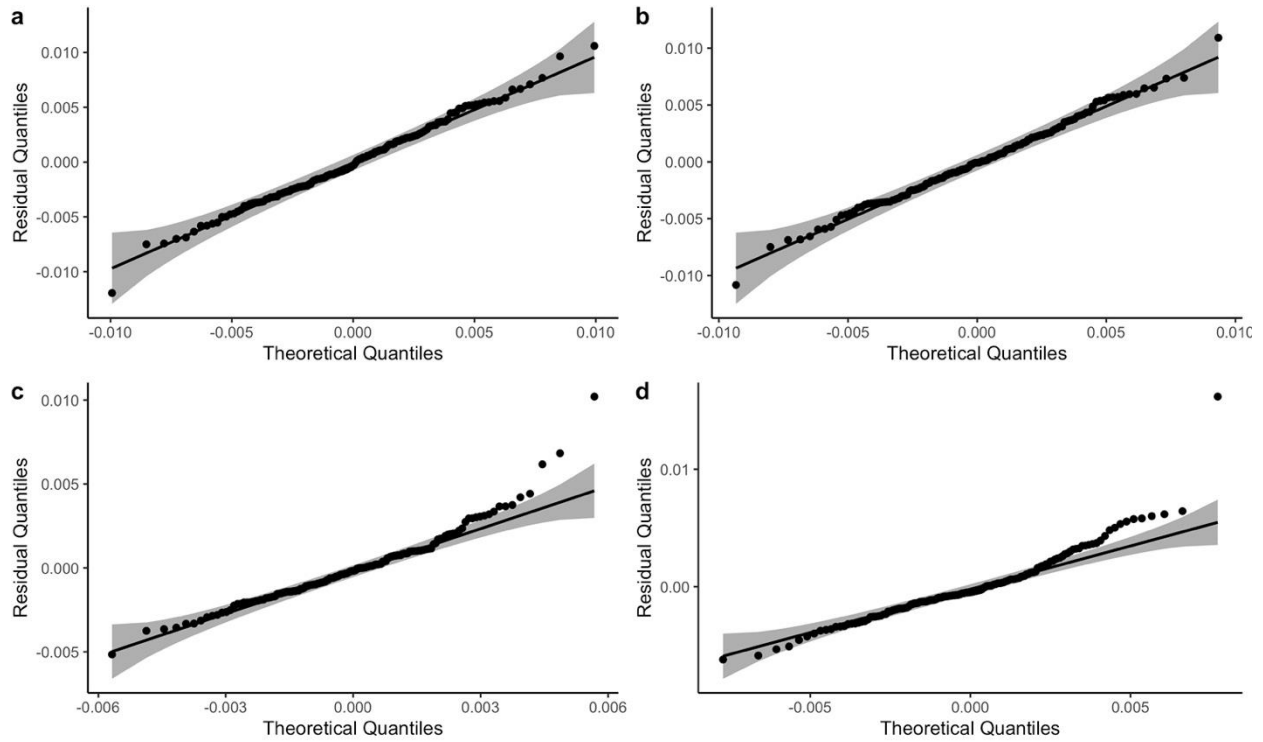 a
0.010
0.005
0.000
-0.005
-0.010
Residual Quantiles
-0.010 -0.005 0.000 0.005 0.010
Theoretical Quantiles
b
0.010
0.005
0.000
-0.005
-0.010
Residual Quantiles
-0.010 -0.005 0.000 0.005 0.010
Theoretical Quantiles
c
0.010
0.005
0.000
-0.005
Residual Quantiles
-0.006 -0.003 0.000 0.003 0.006
Theoretical Quantiles
d
0.01
0.00
Residual Quantiles
-0.005 0.000 0.005
Theoretical Quantiles